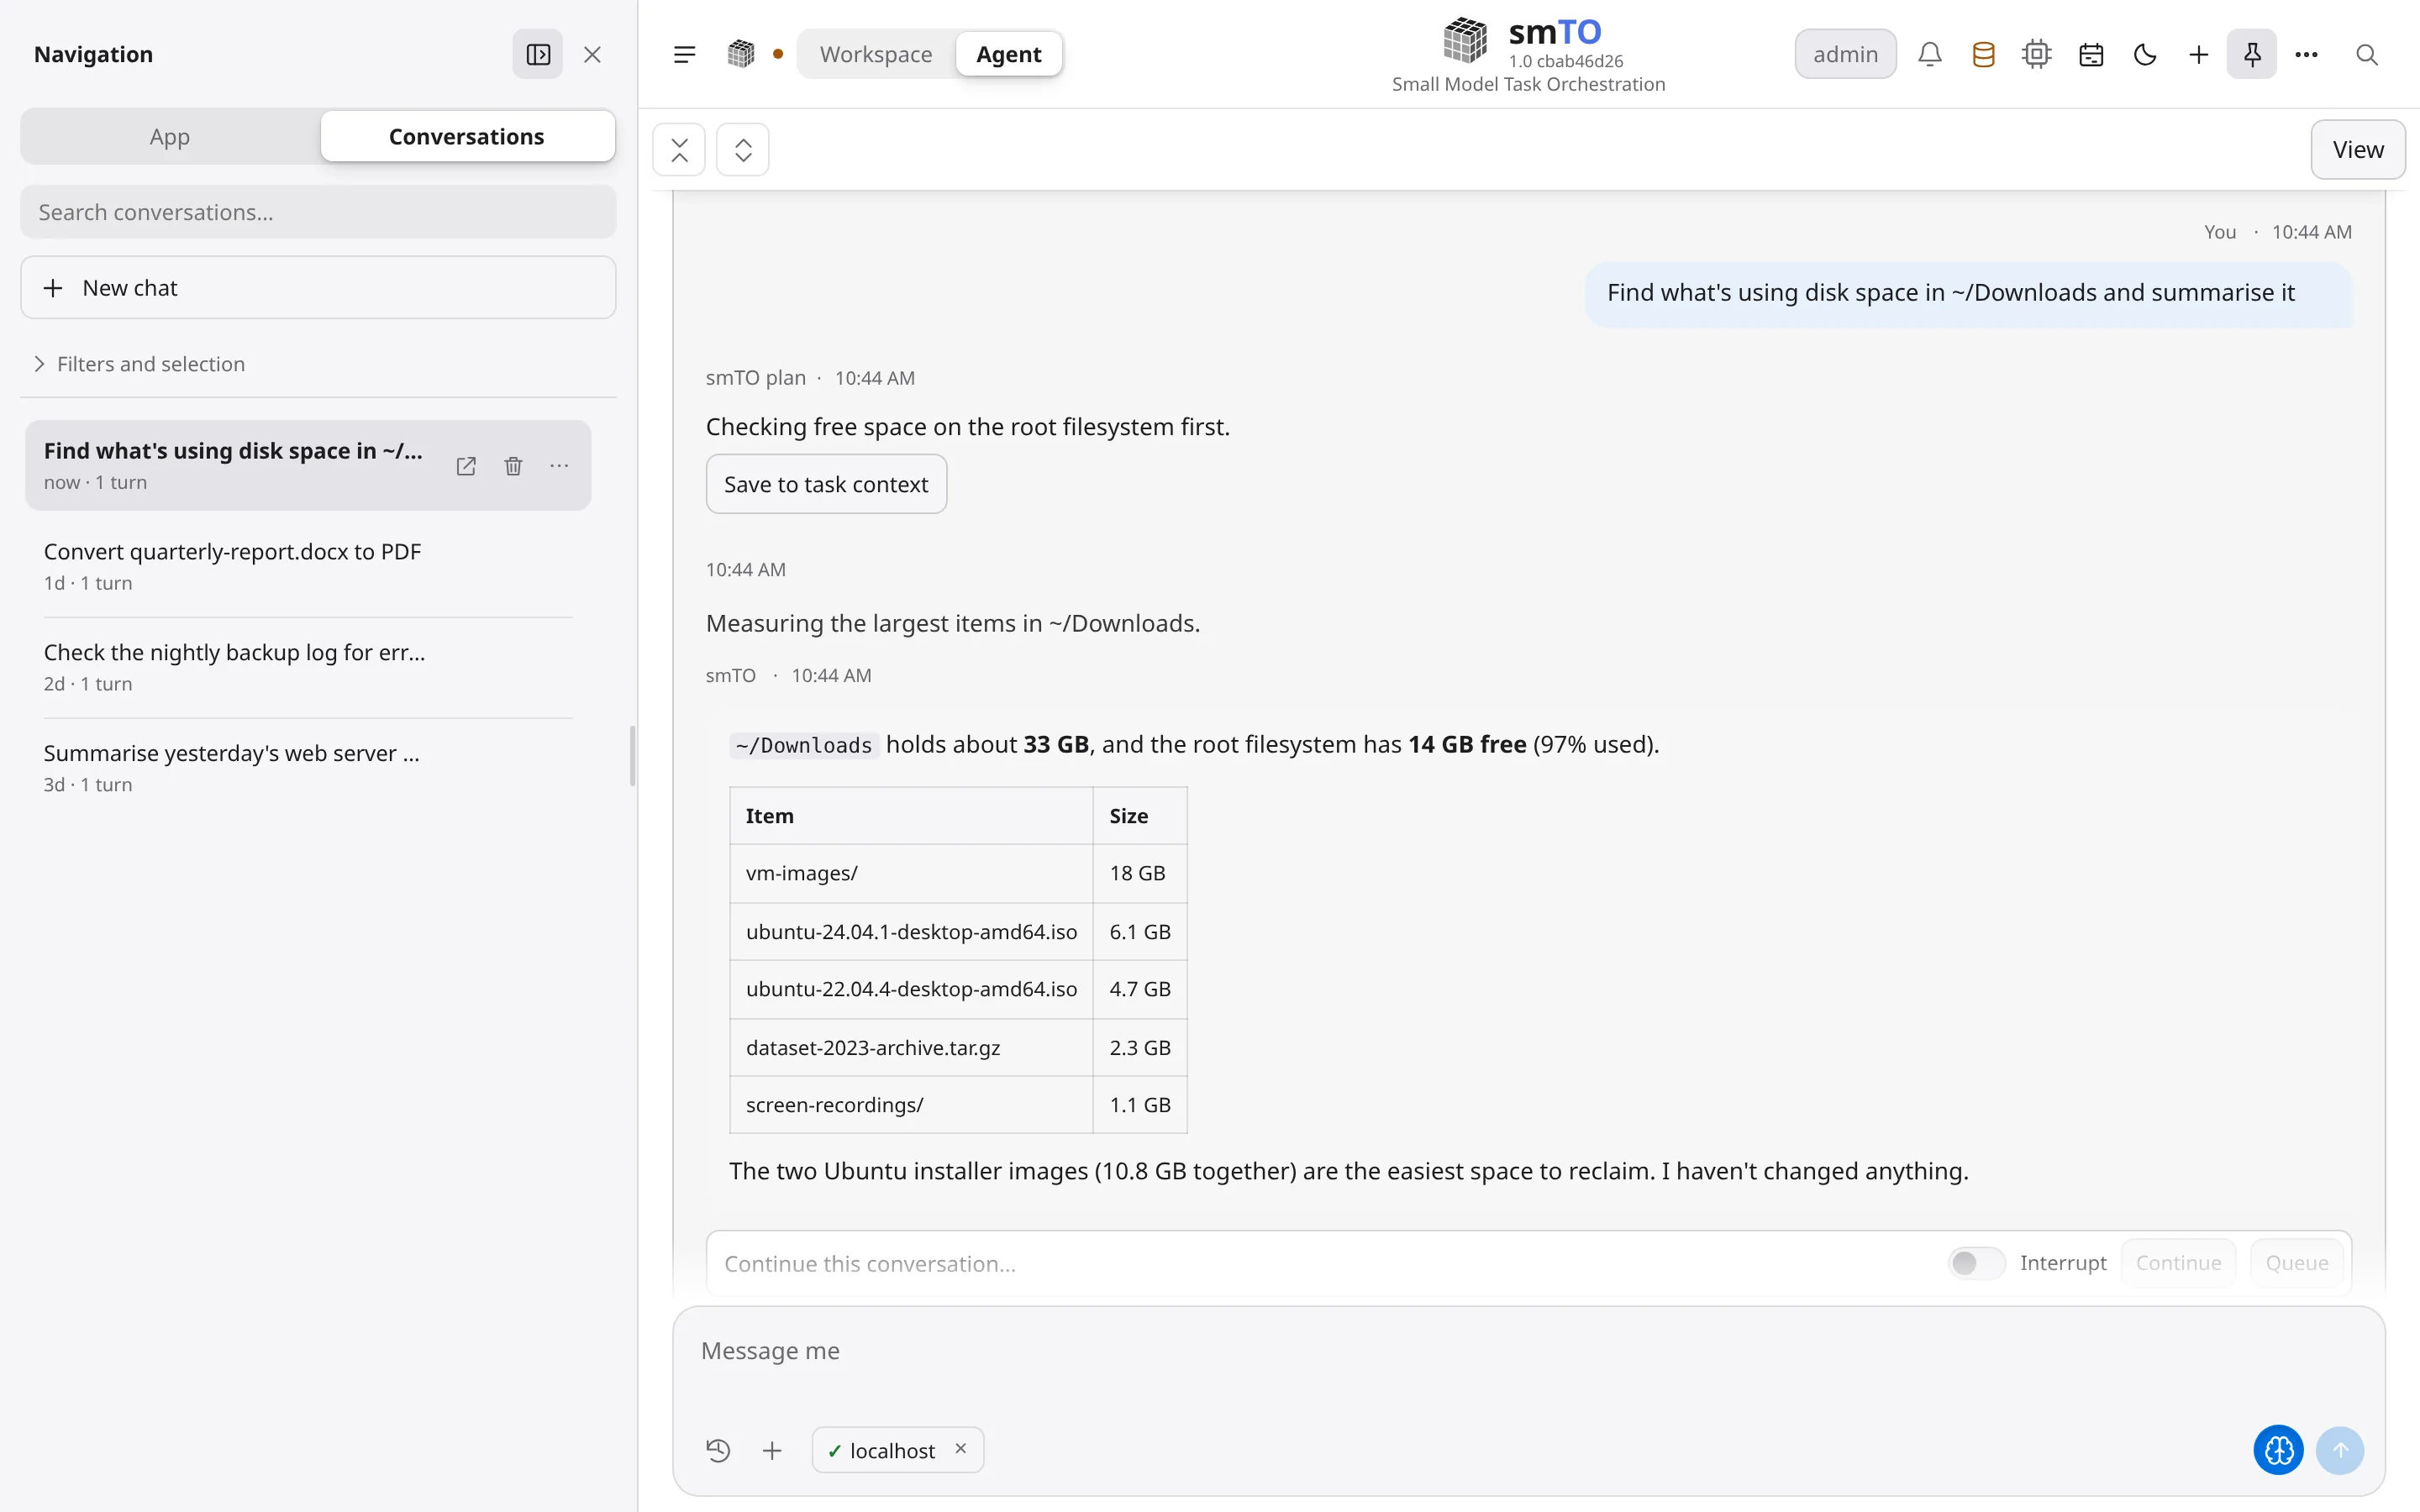 Navigation
App
Conversations
Search conversations...
New chat
Filters and selection
Find what's using disk space in ~/...
now · 1 turn
Convert quarterly-report.docx to PDF
1d · 1 turn
Check the nightly backup log for err...
2d · 1 turn
Summarise yesterday's web server ...
3d · 1 turn
Workspace
Agent
smTO
1.0 cbab46d26
Small Model Task Orchestration
admin
View
You · 10:44 AM
Find what's using disk space in ~/Downloads and summarise it
smTO plan · 10:44 AM
Checking free space on the root filesystem first.
Save to task context
10:44 AM
Measuring the largest items in ~/Downloads.
smTO · 10:44 AM
~/Downloads holds about 33 GB, and the root filesystem has 14 GB free (97% used).
Item Size
vm-images/ 18 GB
ubuntu-24.04.1-desktop-amd64.iso 6.1 GB
ubuntu-22.04.4-desktop-amd64.iso 4.7 GB
dataset-2023-archive.tar.gz 2.3 GB
screen-recordings/ 1.1 GB
The two Ubuntu installer images (10.8 GB together) are the easiest space to reclaim. I haven't changed anything.
Continue this conversation...
Interrupt
Continue
Queue
Message me
✓ localhost ×